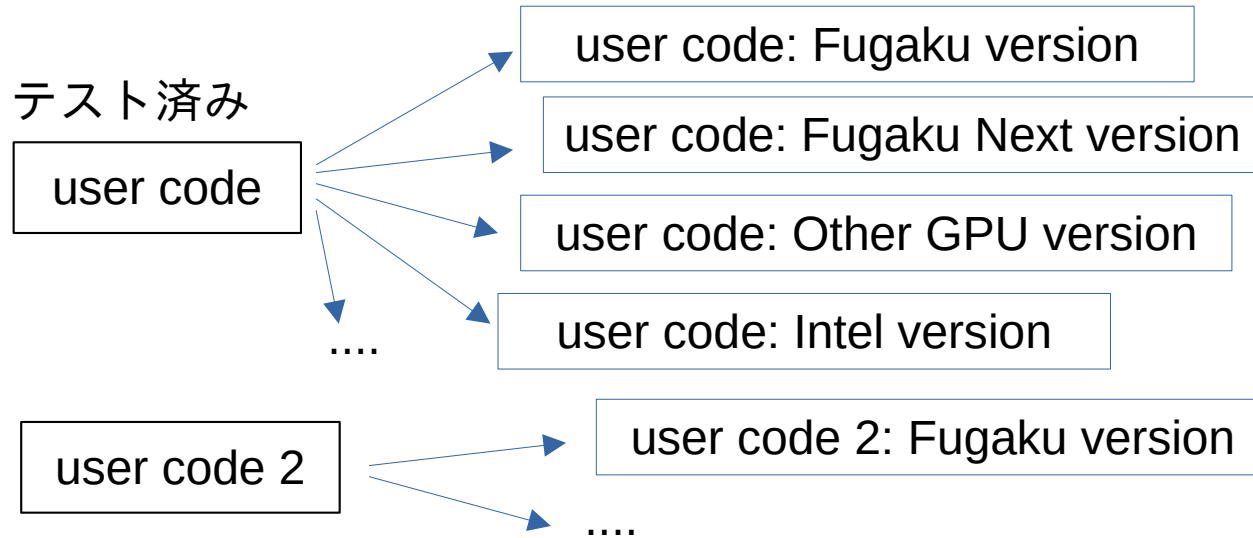 user code: Fugaku version
テスト済み
user code: Fugaku Next version
user code
user code: Other GPU version
user code: Intel version
....
user code 2: Fugaku version
user code 2
....